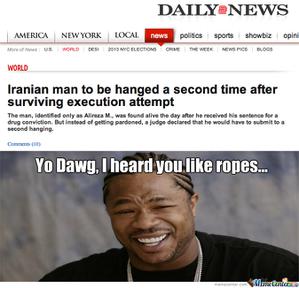 DAILY NEWS
AMERICA NEW YORK LOCAL news politics sports showbiz opini
More of News U.S. WORLD DESI 2013 NYC ELECTIONS CRIME THE WEEK NEWS PICS BLOGS
WORLD
Iranian man to be hanged a second time after
surviving execution attempt
The man, identified only as Alireza M., was found alive the day after he received his sentence for a
drug conviction. But instead of getting pardoned, a judge declared that he would have to submit to a
second hanging.
Comments (10)
Yo Dawg, I heard you like ropes...
memecenter.com MemeCenter